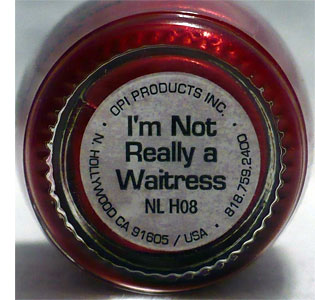 · OPI PRODUCTS INC. ·
I'm Not
Really a
Waitress
NL H08
N. HOLLYWOOD CA 91605 / USA · 818.759.2400